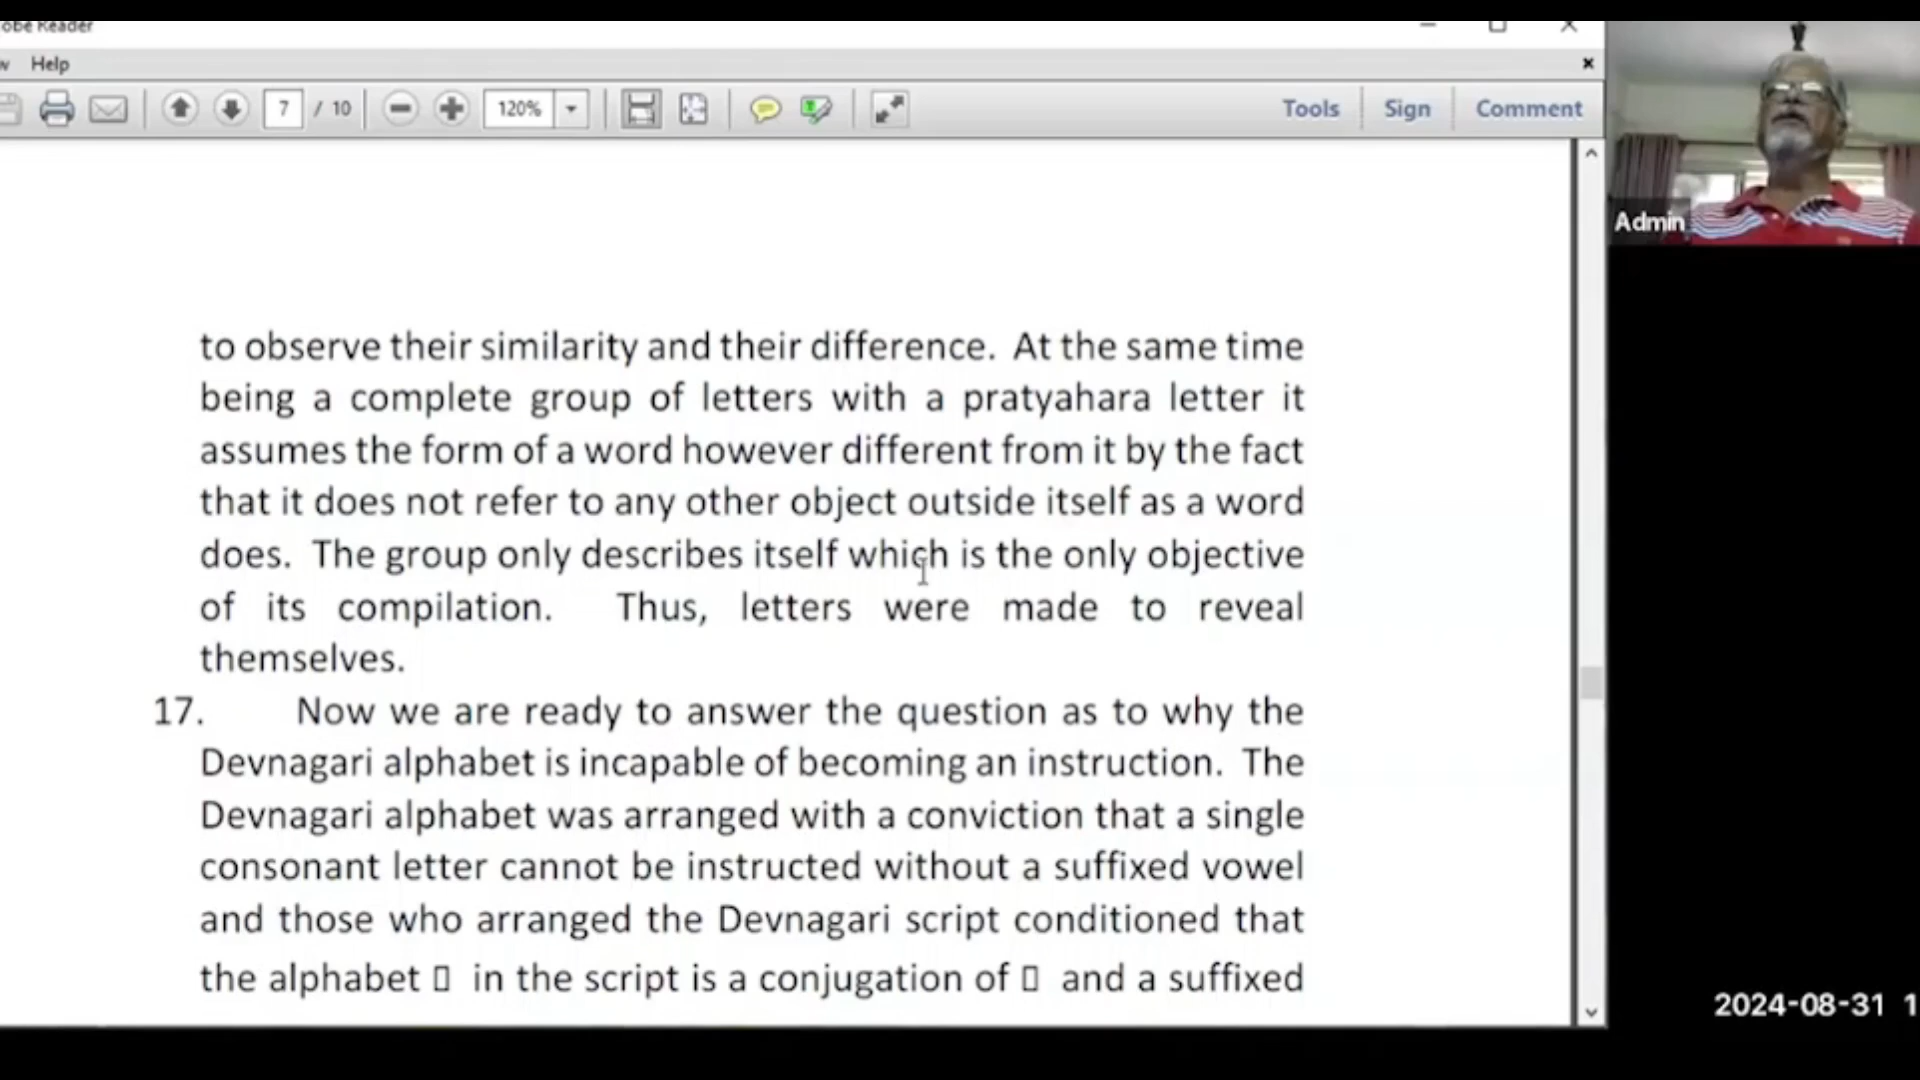 obe Reader
w Help
7 / 10 120% Tools Sign Comment
Admin
to observe their similarity and their difference. At the same time
being a complete group of letters with a pratyahara letter it
assumes the form of a word however different from it by the fact
that it does not refer to any other object outside itself as a word
does. The group only describes itself which is the only objective
of its compilation. Thus, letters were made to reveal
themselves.
17. Now we are ready to answer the question as to why the
Devnagari alphabet is incapable of becoming an instruction. The
Devnagari alphabet was arranged with a conviction that a single
consonant letter cannot be instructed without a suffixed vowel
and those who arranged the Devnagari script conditioned that
the alphabet ▯ in the script is a conjugation of ▯ and a suffixed
2024-08-31 1